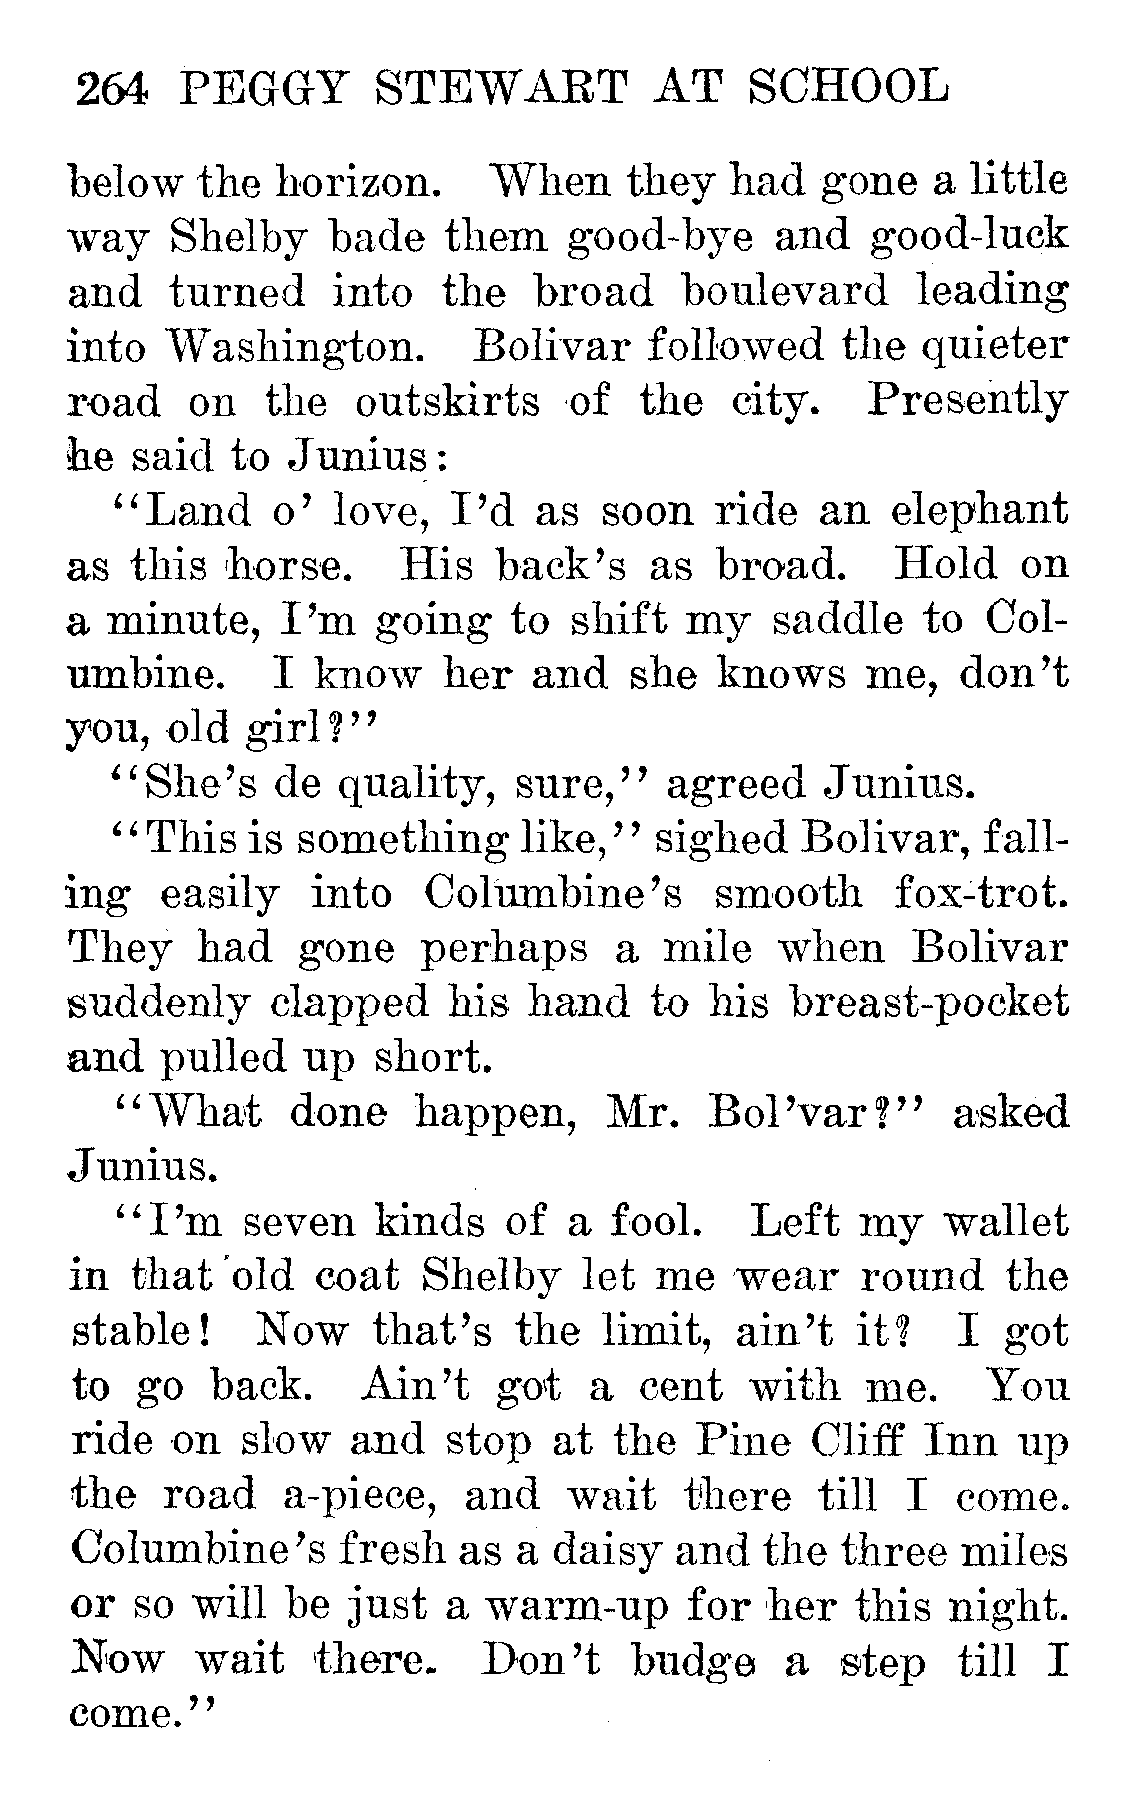 264 PEGGY STEWART AT SCHOOL
below the horizon. When they had gone a little
way Shelby bade them good-bye and good-luck
and turned into the broad boulevard leading
into Washington. Bolivar followed the quieter
road on the outskirts of the city. Presently
he said to Junius:
"Land o' love, I'd as soon ride an elephant
as this horse. His back's as broad. Hold on
a minute, I'm going to shift my saddle to Col-
umbine. I know her and she knows me, don't
you, old girl?"
"She's de quality, sure," agreed Junius.
"This is something like," sighed Bolivar, fall-
ing easily into Columbine's smooth fox-trot.
They had gone perhaps a mile when Bolivar
suddenly clapped his hand to his breast-pocket
and pulled up short.
"What done happen, Mr. Bol'var?" asked
Junius.
"I'm seven kinds of a fool. Left my wallet
in that old coat Shelby let me wear round the
stable! Now that's the limit, ain't it? I got
to go back. Ain't got a cent with me. You
ride on slow and stop at the Pine Cliff Inn up
the road a-piece, and wait there till I come.
Columbine's fresh as a daisy and the three miles
or so will be just a warm-up for her this night.
Now wait there. Don't budge a step till I
come."